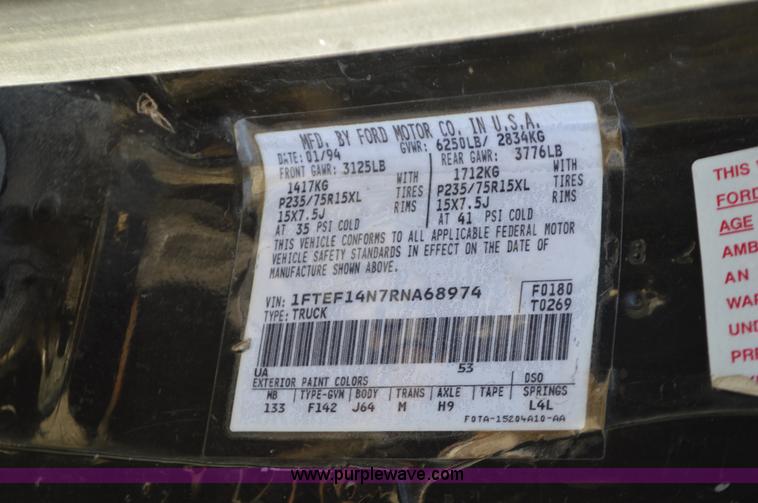 MFD. BY FORD MOTOR CO. IN U.S.A.
DATE: 01/94 GVWR: 6250LB/ 2834KG
FRONT GAWR: 3125LB REAR GAWR: 3776LB
1417KG WITH 1712KG WITH
P235/75R15XL TIRES P235/75R15XL TIRES
15X7.5J RIMS 15X7.5J RIMS
AT 35 PSI COLD AT 41 PSI COLD
THIS VEHICLE CONFORMS TO ALL APPLICABLE FEDERAL MOTOR
VEHICLE SAFETY STANDARDS IN EFFECT ON THE DATE OF
MANUFACTURE SHOWN ABOVE.
VIN: 1FTEF14N7RNA68974 F0180
TYPE: TRUCK T0269
UA 53
EXTERIOR PAINT COLORS DSO
WB TYPE-GVW BODY TRANS AXLE TAPE SPRINGS
133 F142 J64 M H9 L4L
F0TA-15204A10-AA
THIS
FORD
AGE
AMB
AN
WAR
UND
PRE
www.purplewave.com